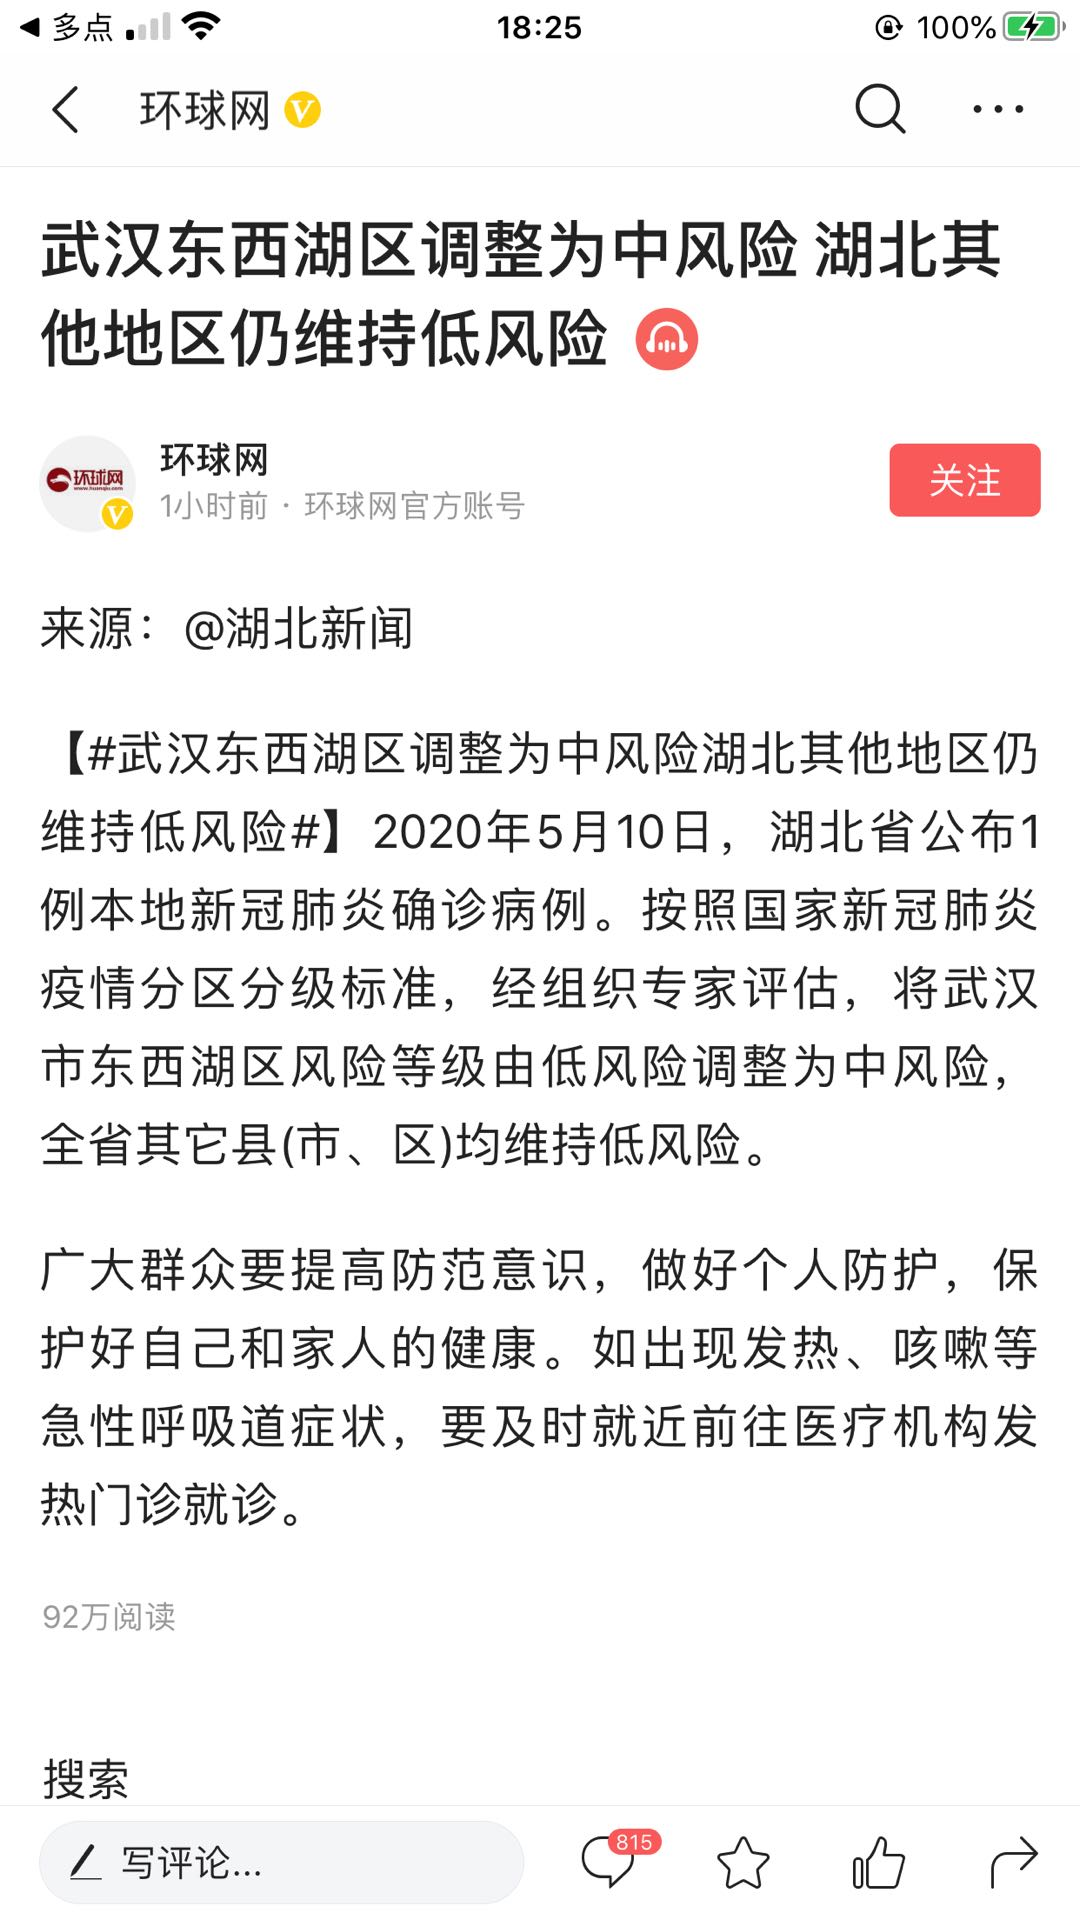 多点
18:25
100%
环球网
武汉东西湖区调整为中风险 湖北其
他地区仍维持低风险
环球网
www.huanqiu.com
环球网
1小时前 · 环球网官方账号
关注
来源：@湖北新闻
【#武汉东西湖区调整为中风险湖北其他地区仍
维持低风险#】2020年5月10日，湖北省公布1
例本地新冠肺炎确诊病例。按照国家新冠肺炎
疫情分区分级标准，经组织专家评估，将武汉
市东西湖区风险等级由低风险调整为中风险，
全省其它县(市、区)均维持低风险。
广大群众要提高防范意识，做好个人防护，保
护好自己和家人的健康。如出现发热、咳嗽等
急性呼吸道症状，要及时就近前往医疗机构发
热门诊就诊。
92万阅读
搜索
写评论...
815